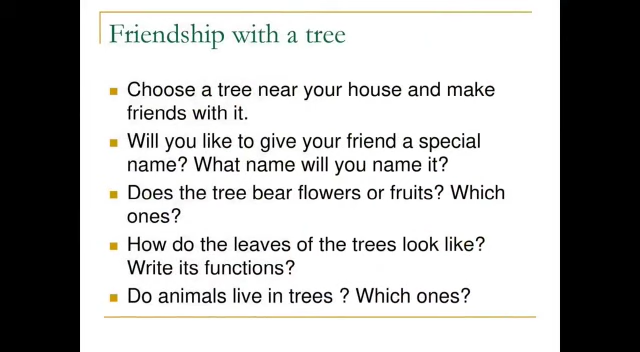 Friendship with a tree
Choose a tree near your house and make
friends with it.
Will you like to give your friend a special
name? What name will you name it?
Does the tree bear flowers or fruits? Which
ones?
How do the leaves of the trees look like?
Write its functions?
Do animals live in trees ? Which ones?